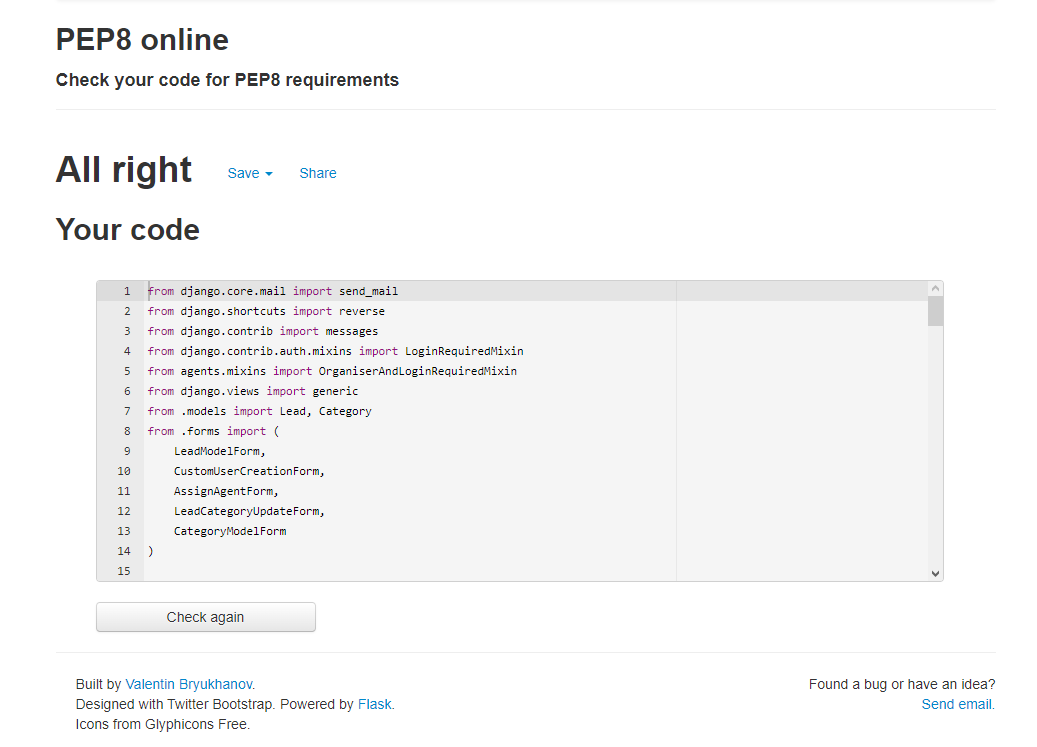 PEP8 online
Check your code for PEP8 requirements
All right Save Share
Your code
1 from django.core.mail import send_mail
2 from django.shortcuts import reverse
3 from django.contrib import messages
4 from django.contrib.auth.mixins import LoginRequiredMixin
5 from agents.mixins import OrganiserAndLoginRequiredMixin
6 from django.views import generic
7 from .models import Lead, Category
8 from .forms import (
9     LeadModelForm,
10     CustomUserCreationForm,
11     AssignAgentForm,
12     LeadCategoryUpdateForm,
13     CategoryModelForm
14 )
15
Check again
Built by Valentin Bryukhanov.
Designed with Twitter Bootstrap. Powered by Flask.
Icons from Glyphicons Free.
Found a bug or have an idea?
Send email.